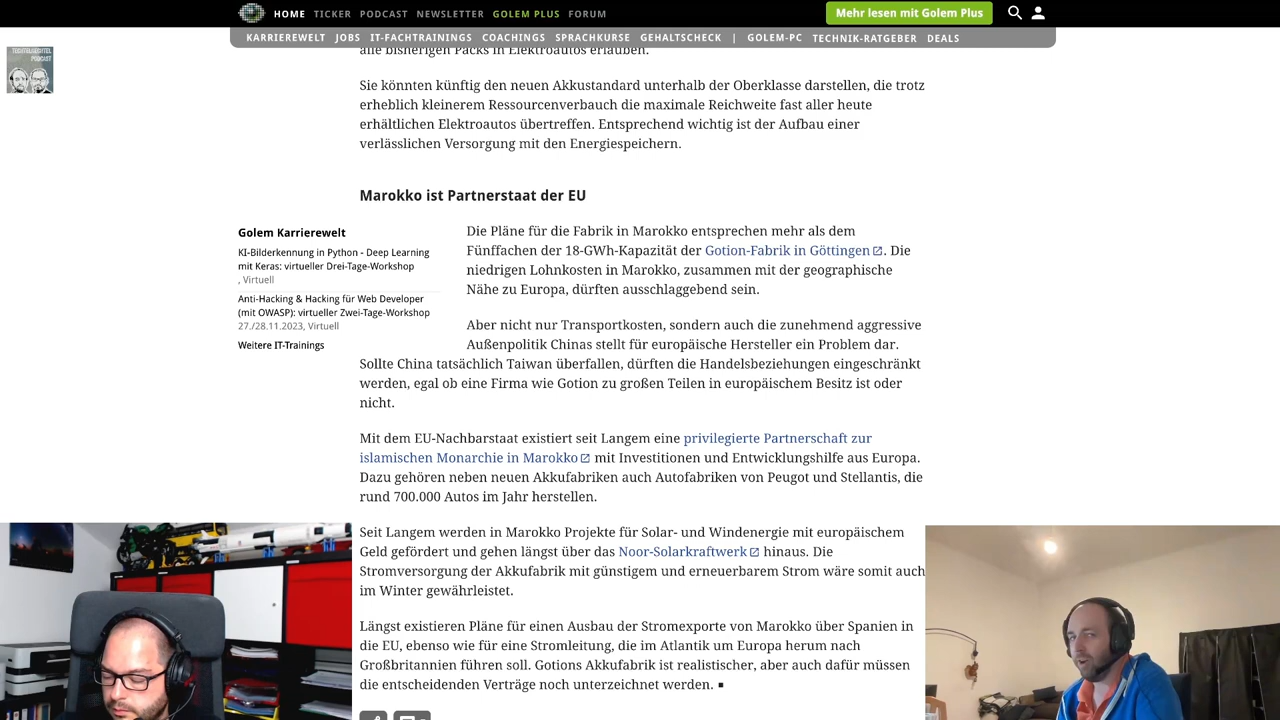 HOME TICKER PODCAST NEWSLETTER GOLEM PLUS FORUM
Mehr lesen mit Golem Plus
KARRIEREWELT JOBS IT-FACHTRAININGS COACHINGS SPRACHKURSE GEHALTSCHECK | GOLEM-PC TECHNIK-RATGEBER DEALS
PODCAST
alle bisherigen Packs in Elektroautos erlauben.
Sie könnten künftig den neuen Akkustandard unterhalb der Oberklasse darstellen, die trotz
erheblich kleinerem Ressourcenverbauch die maximale Reichweite fast aller heute
erhältlichen Elektroautos übertreffen. Entsprechend wichtig ist der Aufbau einer
verlässlichen Versorgung mit den Energiespeichern.
Marokko ist Partnerstaat der EU
Golem Karrierewelt
KI-Bilderkennung in Python - Deep Learning
mit Keras: virtueller Drei-Tage-Workshop
, Virtuell
Anti-Hacking & Hacking für Web Developer
(mit OWASP): virtueller Zwei-Tage-Workshop
27./28.11.2023, Virtuell
Weitere IT-Trainings
Die Pläne für die Fabrik in Marokko entsprechen mehr als dem
Fünffachen der 18-GWh-Kapazität der Gotion-Fabrik in Göttingen. Die
niedrigen Lohnkosten in Marokko, zusammen mit der geographische
Nähe zu Europa, dürften ausschlaggebend sein.
Aber nicht nur Transportkosten, sondern auch die zunehmend aggressive
Außenpolitik Chinas stellt für europäische Hersteller ein Problem dar.
Sollte China tatsächlich Taiwan überfallen, dürften die Handelsbeziehungen eingeschränkt
werden, egal ob eine Firma wie Gotion zu großen Teilen in europäischem Besitz ist oder
nicht.
Mit dem EU-Nachbarstaat existiert seit Langem eine privilegierte Partnerschaft zur
islamischen Monarchie in Marokko mit Investitionen und Entwicklungshilfe aus Europa.
Dazu gehören neben neuen Akkufabriken auch Autofabriken von Peugot und Stellantis, die
rund 700.000 Autos im Jahr herstellen.
Seit Langem werden in Marokko Projekte für Solar- und Windenergie mit europäischem
Geld gefördert und gehen längst über das Noor-Solarkraftwerk hinaus. Die
Stromversorgung der Akkufabrik mit günstigem und erneuerbarem Strom wäre somit auch
im Winter gewährleistet.
Längst existieren Pläne für einen Ausbau der Stromexporte von Marokko über Spanien in
die EU, ebenso wie für eine Stromleitung, die im Atlantik um Europa herum nach
Großbritannien führen soll. Gotions Akkufabrik ist realistischer, aber auch dafür müssen
die entscheidenden Verträge noch unterzeichnet werden. ■